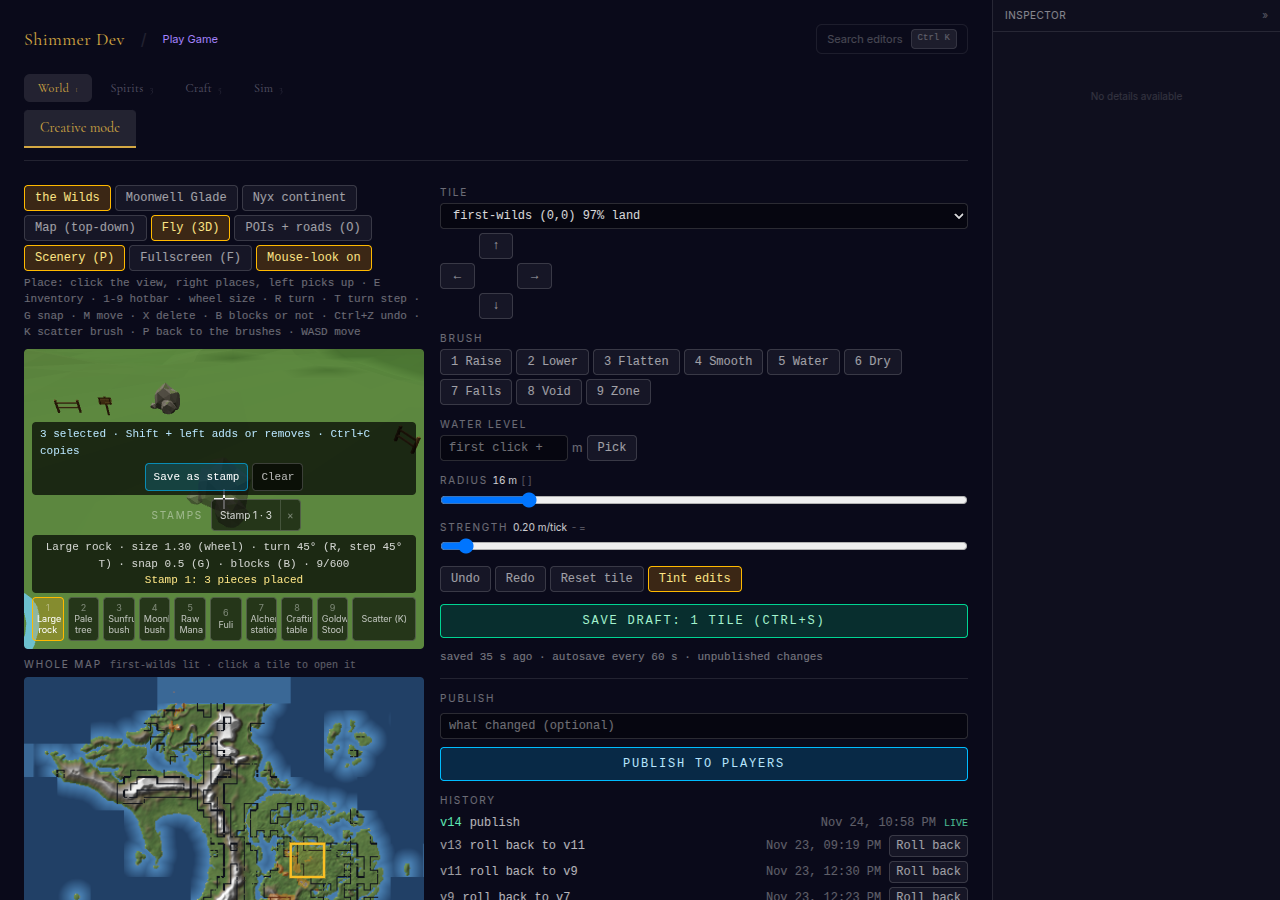 Shimmer Dev / Play Game
Search editors Ctrl K
INSPECTOR »
No details available
World Spirits Craft Sim
Creative mode
the Wilds Moonwell Glade Nyx continent
Map (top-down) Fly (3D) POIs + roads (O)
Scenery (P) Fullscreen (F) Mouse-look on
Place: click the view, right places, left picks up · E
inventory · 1-9 hotbar · wheel size · R turn · T turn step ·
G snap · M move · X delete · B blocks or not · Ctrl+Z undo ·
K scatter brush · P back to the brushes · WASD move
3 selected · Shift + left adds or removes · Ctrl+C
copies
Save as stamp Clear
STAMPS Stamp 1 · 3 ×
Large rock · size 1.30 (wheel) · turn 45° (R, step 45°
T) · snap 0.5 (G) · blocks (B) · 9/600
Stamp 1: 3 pieces placed
1 2 3 4 5 6 7 8 9
Large Pale Sunfru Moon Raw Fuli Alchem Craftin Goldw Scatter (K)
rock tree bush bush Mana station table Stool
WHOLE MAP first-wilds lit · click a tile to open it
TILE
first-wilds (0,0) 97% land
↑
← →
↓
BRUSH
1 Raise 2 Lower 3 Flatten 4 Smooth 5 Water 6 Dry
7 Falls 8 Void 9 Zone
WATER LEVEL
first click + m Pick
RADIUS 16 m [ ]
STRENGTH 0.20 m/tick - =
Undo Redo Reset tile Tint edits
SAVE DRAFT: 1 TILE (CTRL+S)
saved 35 s ago · autosave every 60 s · unpublished changes
PUBLISH
what changed (optional)
PUBLISH TO PLAYERS
HISTORY
v14 publish Nov 24, 10:58 PM LIVE
v13 roll back to v11 Nov 23, 09:19 PM Roll back
v11 roll back to v9 Nov 23, 12:30 PM Roll back
v9 roll back to v7 Nov 23, 12:23 PM Roll back